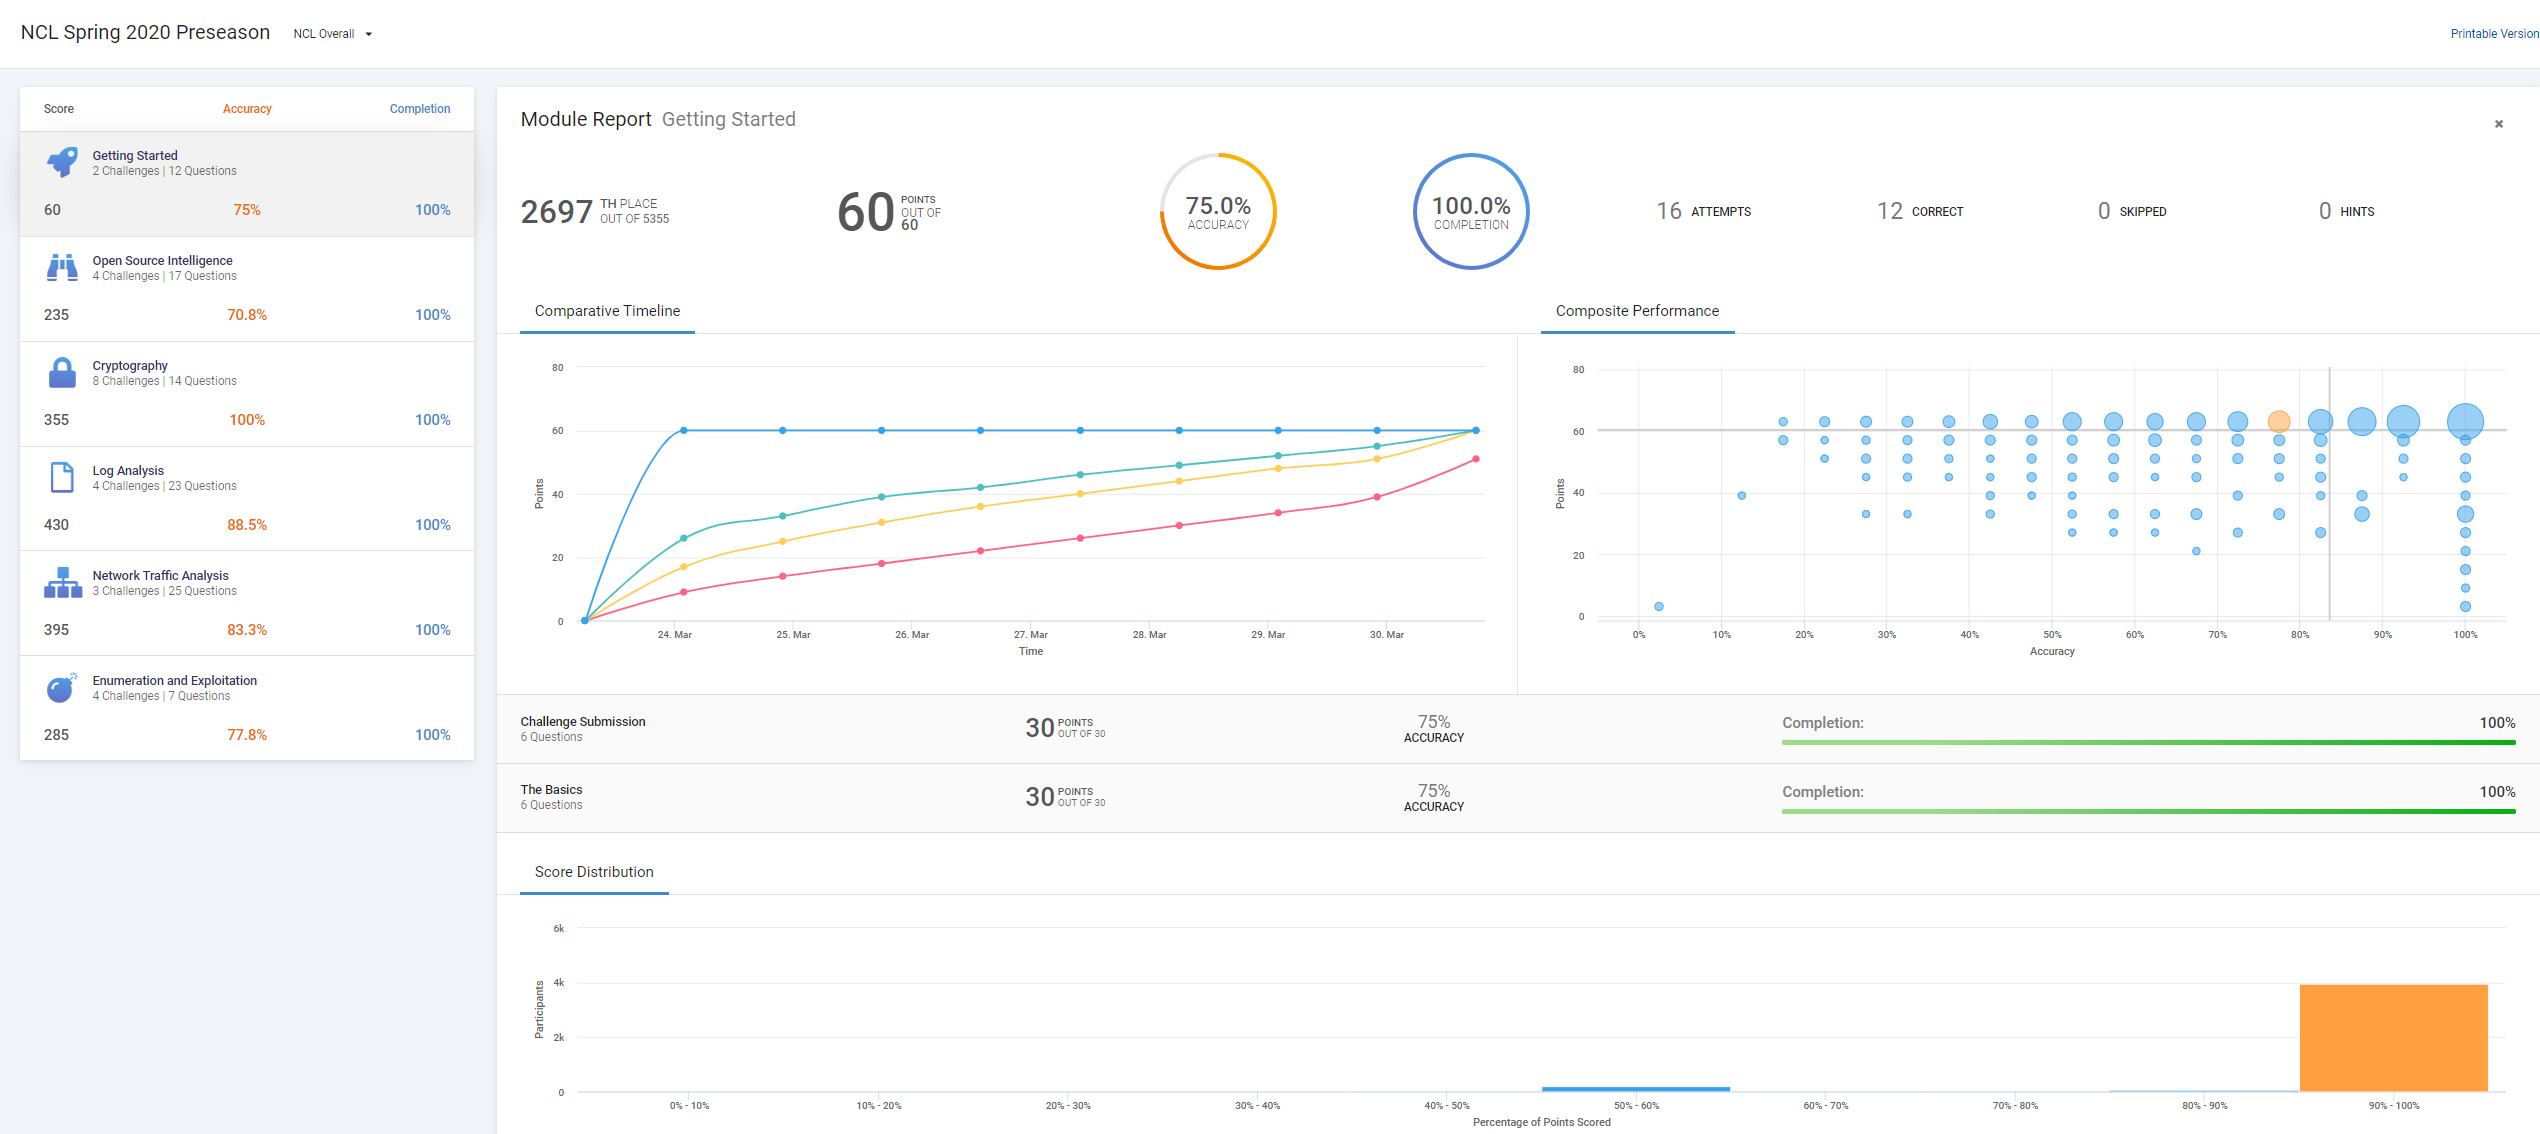 NCL Spring 2020 Preseason
NCL Overall
Printable Version
Score Accuracy Completion
Getting Started
2 Challenges | 12 Questions
60 75% 100%
Open Source Intelligence
4 Challenges | 17 Questions
235 70.8% 100%
Cryptography
8 Challenges | 14 Questions
355 100% 100%
Log Analysis
4 Challenges | 23 Questions
430 88.5% 100%
Network Traffic Analysis
3 Challenges | 25 Questions
395 83.3% 100%
Enumeration and Exploitation
4 Challenges | 7 Questions
285 77.8% 100%
Module Report Getting Started
×
2697 TH PLACE
OUT OF 5355
60 POINTS
OUT OF
60
75.0%
ACCURACY
100.0%
COMPLETION
16 ATTEMPTS
12 CORRECT
0 SKIPPED
0 HINTS
Comparative Timeline
80
60
40
20
0
Points
24. Mar 25. Mar 26. Mar 27. Mar 28. Mar 29. Mar 30. Mar
Time
Composite Performance
80
60
40
20
0
Points
0% 10% 20% 30% 40% 50% 60% 70% 80% 90% 100%
Accuracy
Challenge Submission
6 Questions
30 POINTS
OUT OF 30
75%
ACCURACY
Completion: 100%
The Basics
6 Questions
30 POINTS
OUT OF 30
75%
ACCURACY
Completion: 100%
Score Distribution
6k
4k
2k
0
Participants
0% - 10% 10% - 20% 20% - 30% 30% - 40% 40% - 50% 50% - 60% 60% - 70% 70% - 80% 80% - 90% 90% - 100%
Percentage of Points Scored